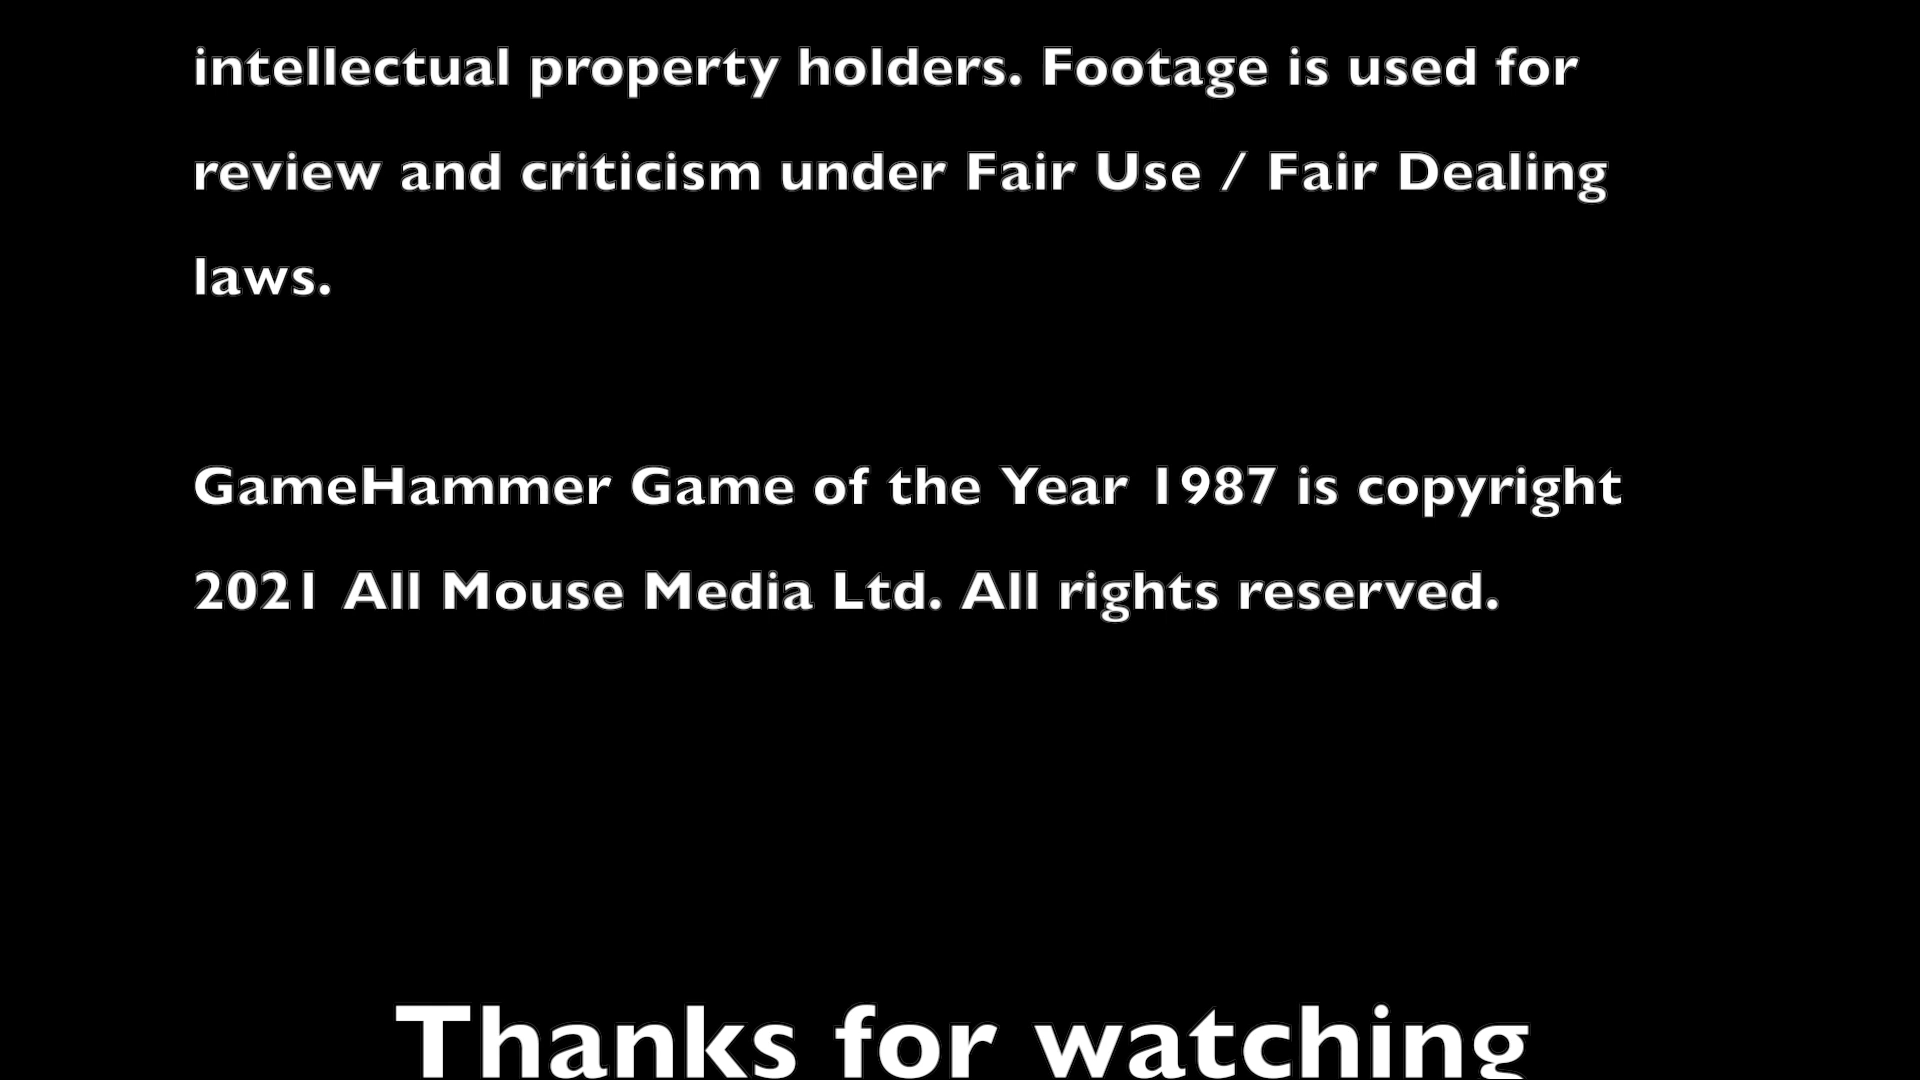 intellectual property holders. Footage is used for
review and criticism under Fair Use / Fair Dealing
laws.
GameHammer Game of the Year 1987 is copyright
2021 All Mouse Media Ltd. All rights reserved.
Thanks for watching